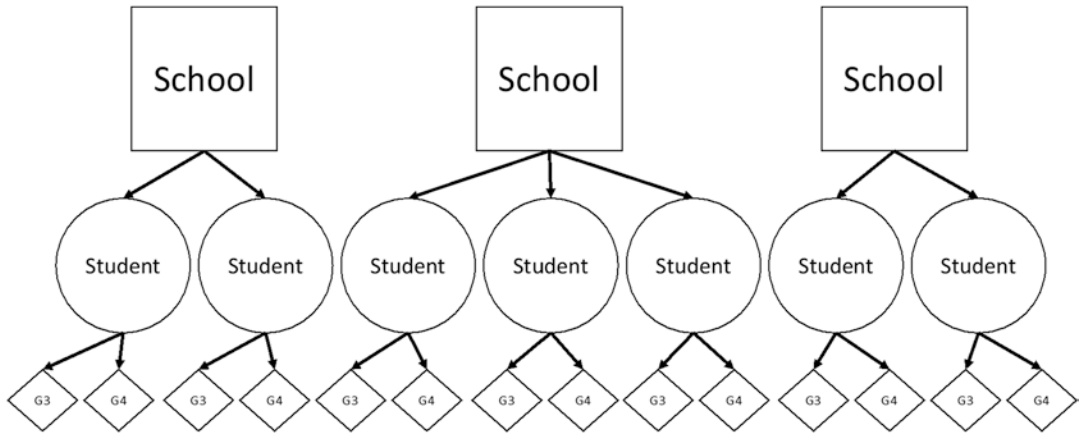 School School School
Student Student Student Student Student Student Student
G3 G4 G3 G4 G3 G4 G3 G4 G3 G4 G3 G4 G3 G4